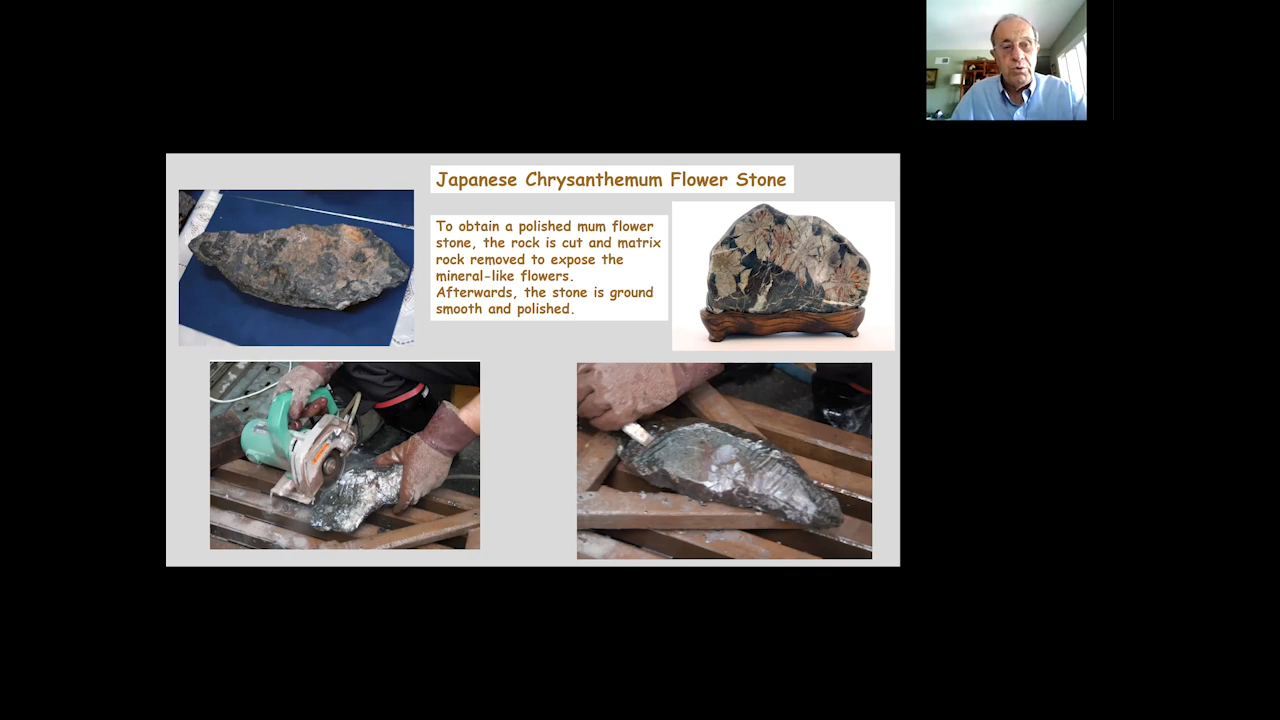 Japanese Chrysanthemum Flower Stone
To obtain a polished mum flower
stone, the rock is cut and matrix
rock removed to expose the
mineral-like flowers.
Afterwards, the stone is ground
smooth and polished.